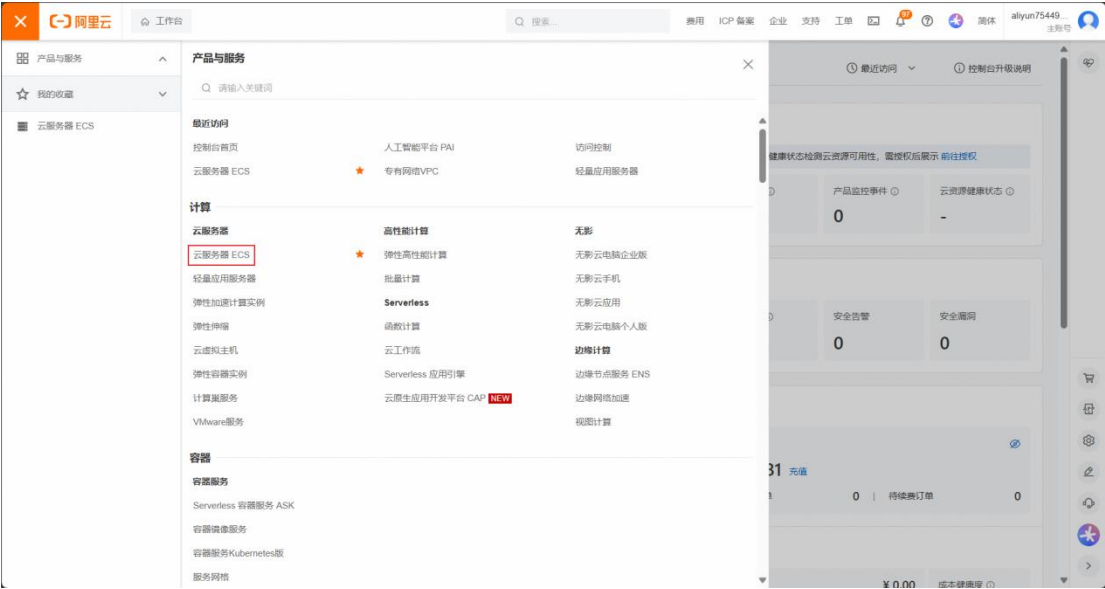 阿里云 工作台 搜索... 费用 ICP 备案 企业 支持 工单 97 简体 aliyun75449...
主账号
产品与服务
我的收藏
云服务器 ECS
产品与服务
请输入关键词
最近访问
控制台首页 人工智能平台 PAI 访问控制
云服务器 ECS 专有网络VPC 轻量应用服务器
计算
云服务器 高性能计算 无影
云服务器 ECS 弹性高性能计算 无影云电脑企业版
轻量应用服务器 批量计算 无影云手机
弹性加速计算实例 Serverless 无影云应用
弹性伸缩 函数计算 无影云电脑个人版
云虚拟主机 云工作流 边缘计算
弹性容器实例 Serverless 应用引擎 边缘节点服务 ENS
计算巢服务 云原生应用开发平台 CAP NEW 边缘网络加速
VMware服务 视图计算
容器
容器服务
Serverless 容器服务 ASK
容器镜像服务
容器服务Kubernetes版
服务网格
最近访问 控制台升级说明
健康状态检测云资源可用性，需授权后展示 前往授权
产品监控事件 云资源健康状态
0 -
安全告警 安全漏洞
0 0
31 充值
0 | 待续费订单 0
¥ 0.00 成本健康度